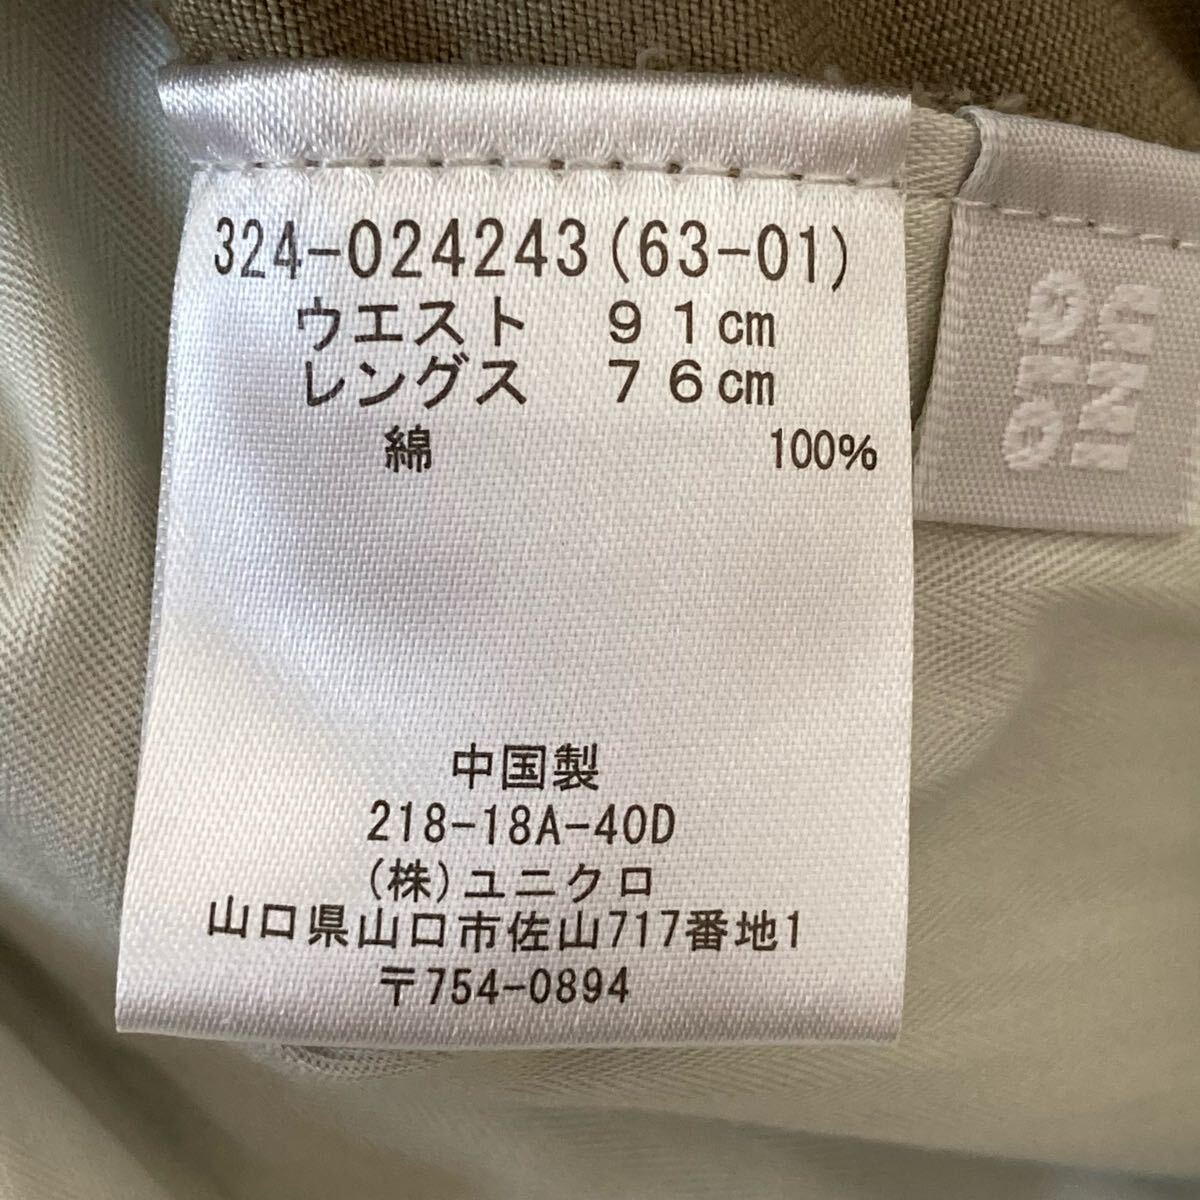 324-024243(63-01)
ウエスト ９１cm
レングス ７６cm
綿 100%
中国製
218-18A-40D
(株)ユニクロ
山口県山口市佐山717番地1
〒754-0894
UNI
QLO